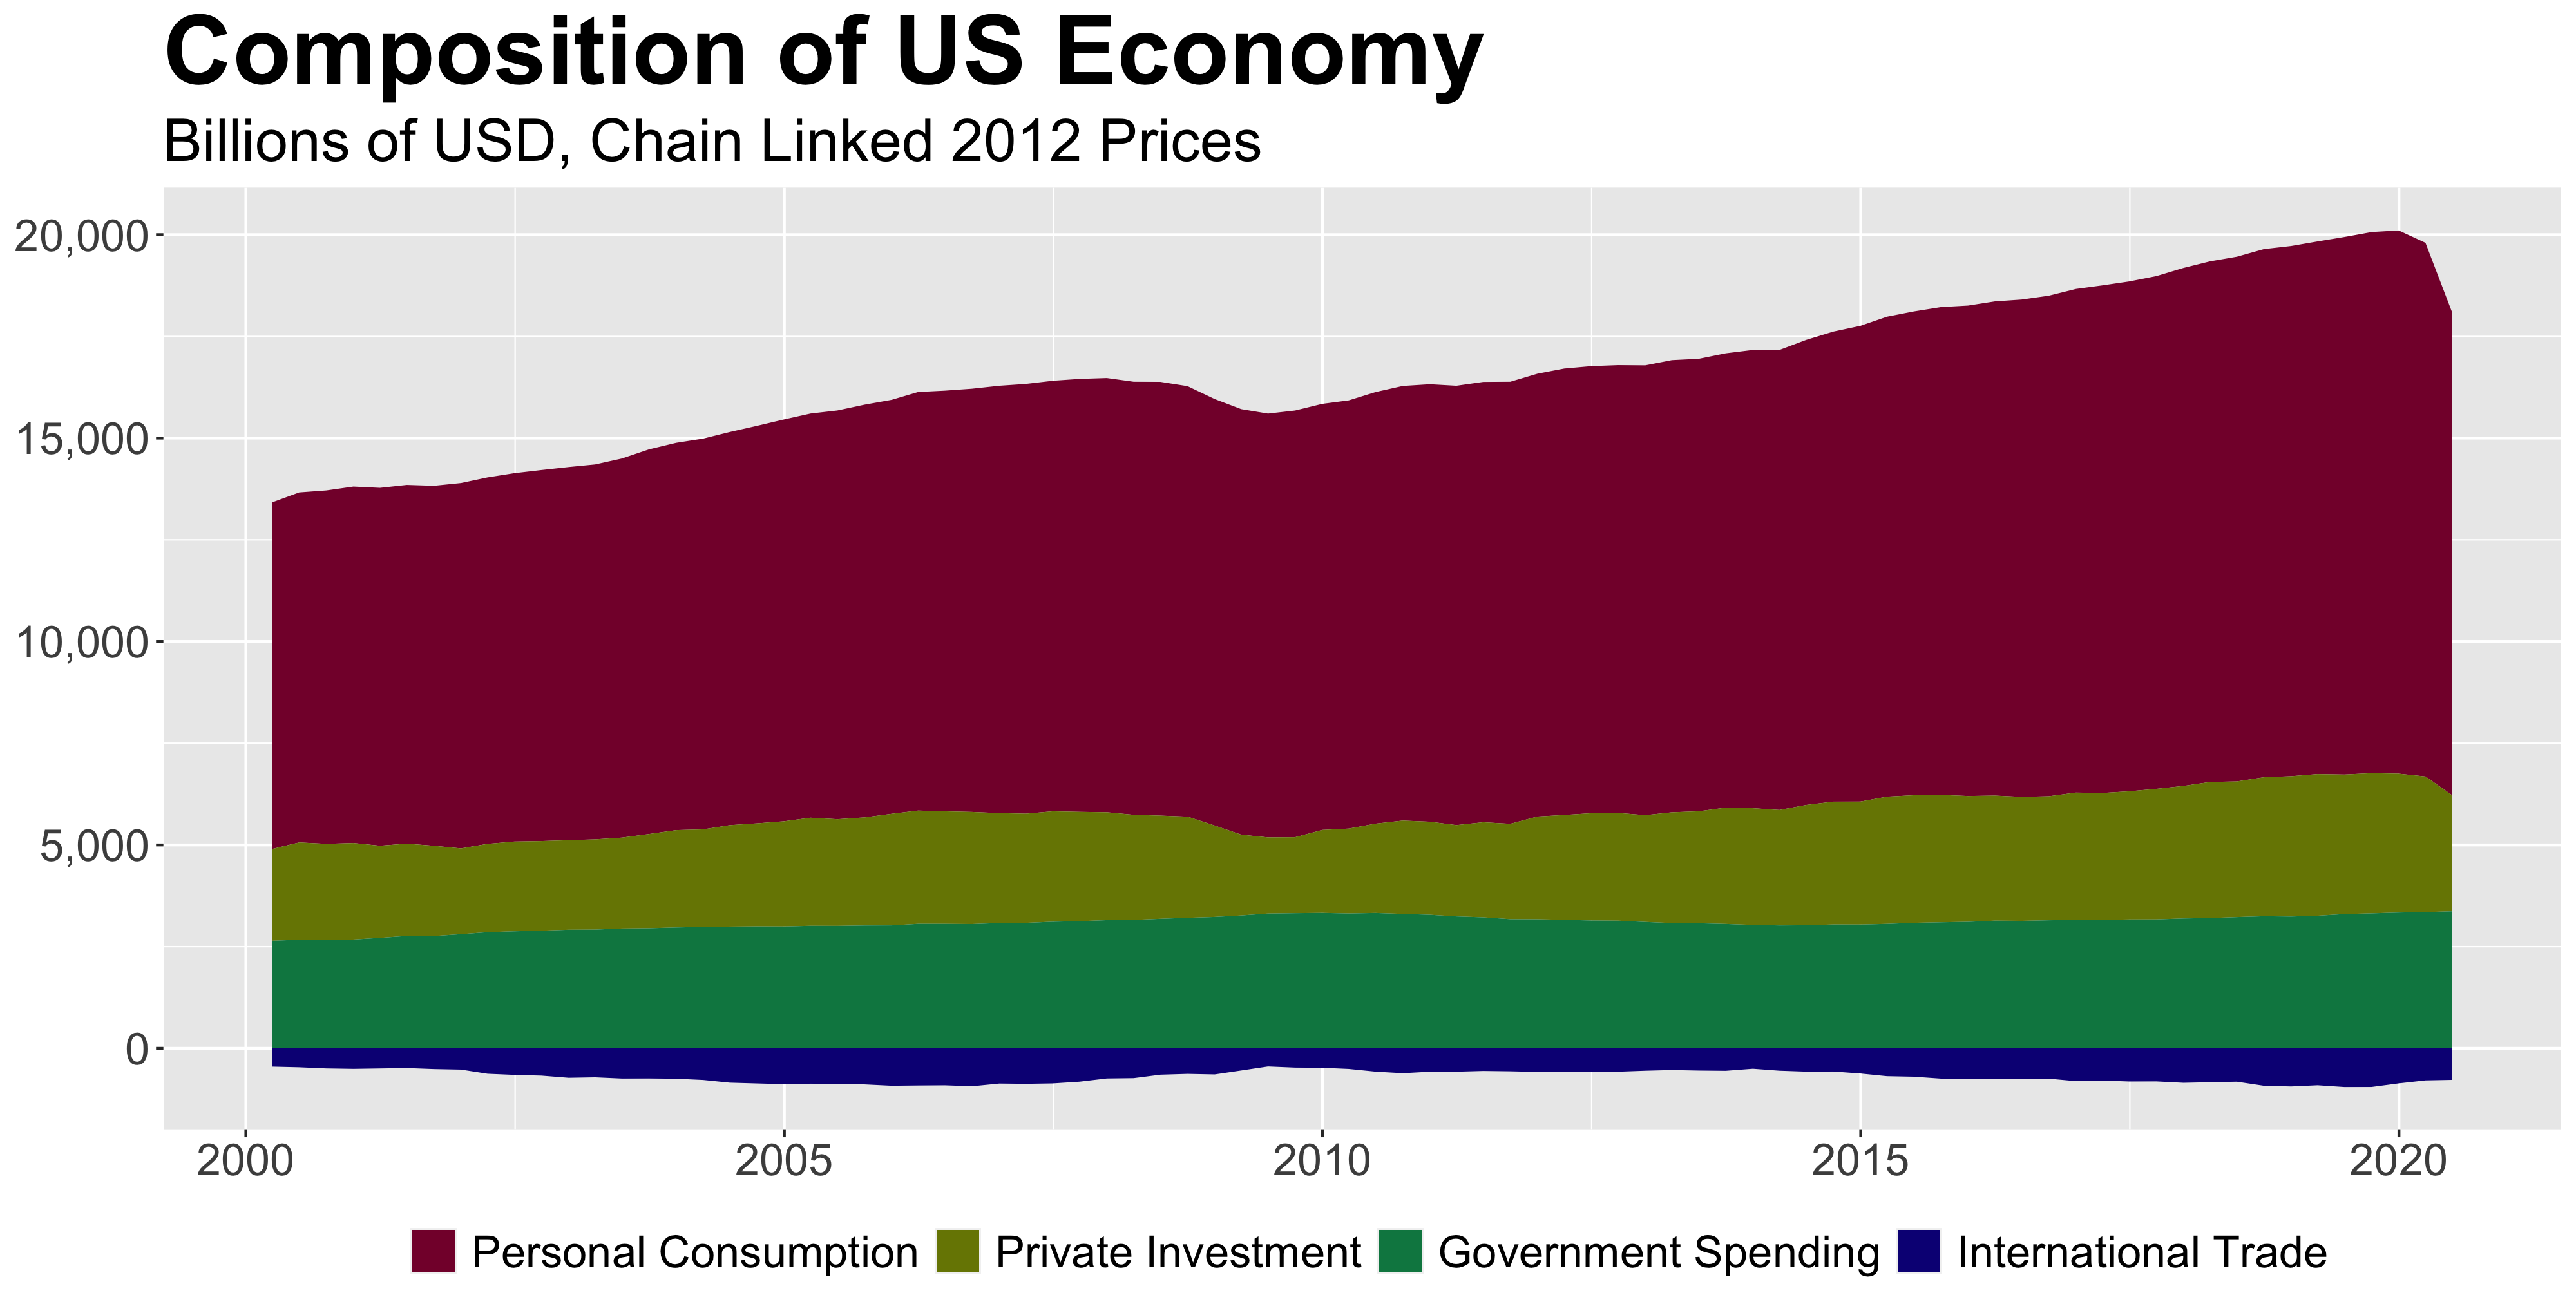 Composition of US Economy
Billions of USD, Chain Linked 2012 Prices
20,000
15,000
10,000
5,000
0
2000 2005 2010 2015 2020
Personal Consumption Private Investment Government Spending International Trade